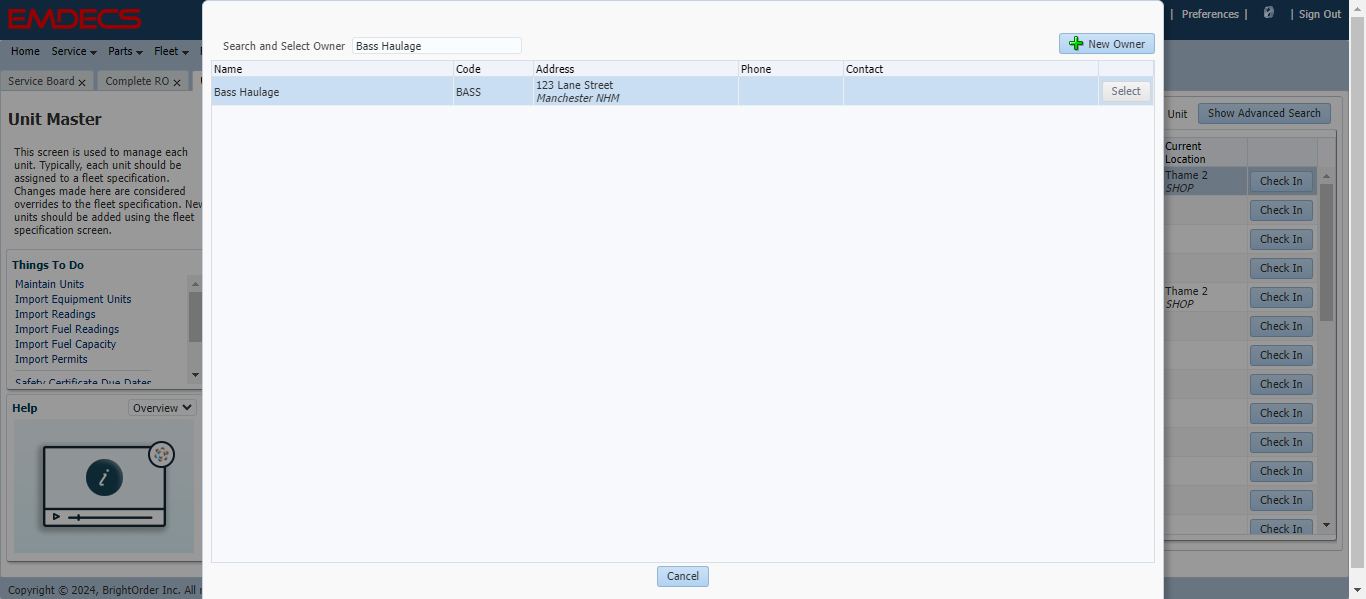 EMDECS
| Preferences |
| Sign Out
Home Service Parts Fleet
Service Board x Complete RO x
Search and Select Owner Bass Haulage
New Owner
Name Code Address Phone Contact
Bass Haulage BASS 123 Lane Street Select
Manchester NHM
Cancel
Unit Master
This screen is used to manage each
unit. Typically, each unit should be
assigned to a fleet specification.
Changes made here are considered
overrides to the fleet specification. New
units should be added using the fleet
specification screen.
Things To Do
Maintain Units
Import Equipment Units
Import Readings
Import Fuel Readings
Import Fuel Capacity
Import Permits
Safety Certificate Due Dates
Help Overview
i
Unit Show Advanced Search
Current
Location
Thame 2 Check In
SHOP
Check In
Check In
Check In
Thame 2 Check In
SHOP
Check In
Check In
Check In
Check In
Check In
Check In
Check In
Check In
Copyright © 2024, BrightOrder Inc. All